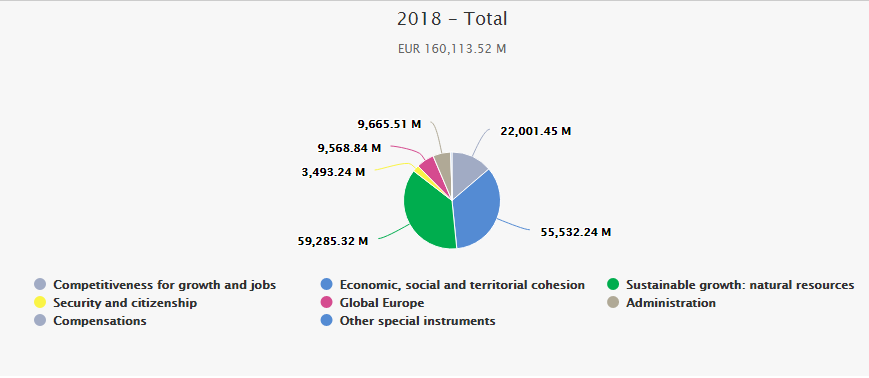 2018 - Total
EUR 160,113.52 M
9,665.51 M
22,001.45 M
9,568.84 M
3,493.24 M
55,532.24 M
59,285.32 M
Competitiveness for growth and jobs
Economic, social and territorial cohesion
Sustainable growth: natural resources
Security and citizenship
Global Europe
Administration
Compensations
Other special instruments